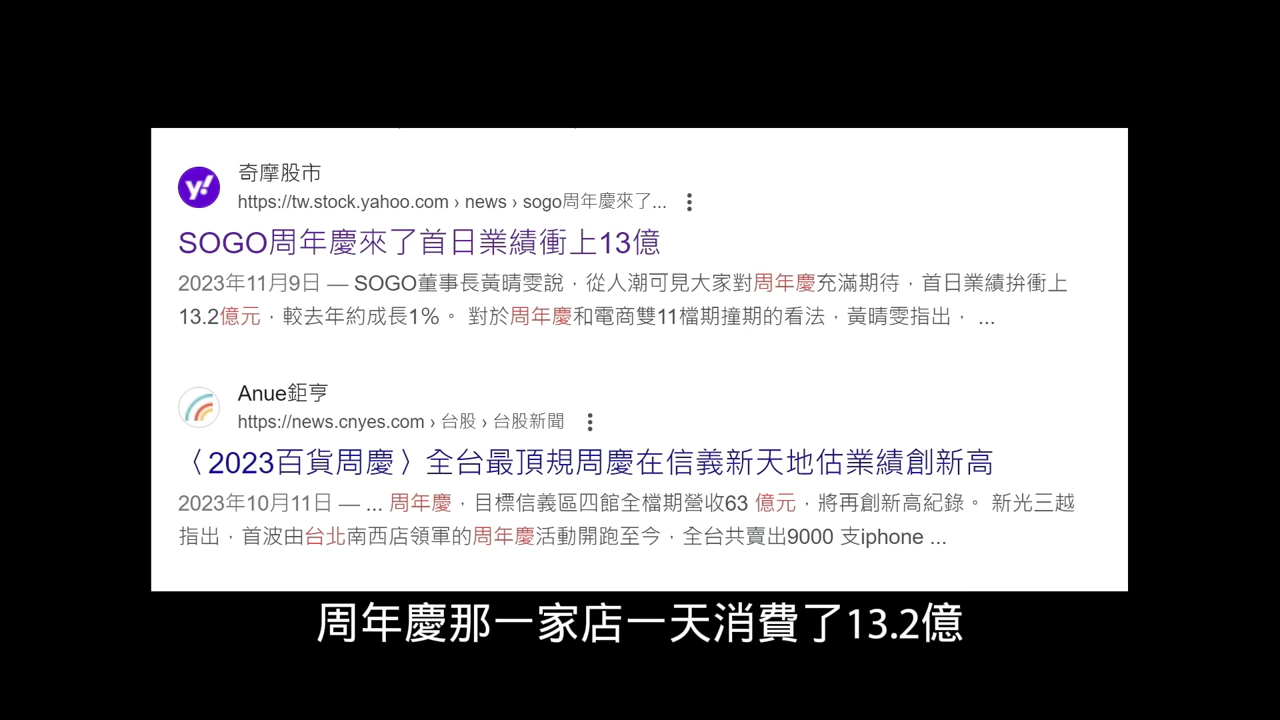 奇摩股市
https://tw.stock.yahoo.com › news › sogo周年慶來了...
SOGO周年慶來了首日業績衝上13億
2023年11月9日 — SOGO董事長黃晴雯說，從人潮可見大家對周年慶充滿期待，首日業績拚衝上
13.2億元，較去年約成長1%。 對於周年慶和電商雙11檔期撞期的看法，黃晴雯指出， ...
Anue鉅亨
https://news.cnyes.com › 台股 › 台股新聞
〈2023百貨周慶〉全台最頂規周慶在信義新天地估業績創新高
2023年10月11日 — ... 周年慶，目標信義區四館全檔期營收63 億元，將再創新高紀錄。 新光三越
指出，首波由台北南西店領軍的周年慶活動開跑至今，全台共賣出9000 支iphone ...
周年慶那一家店一天消費了13.2億